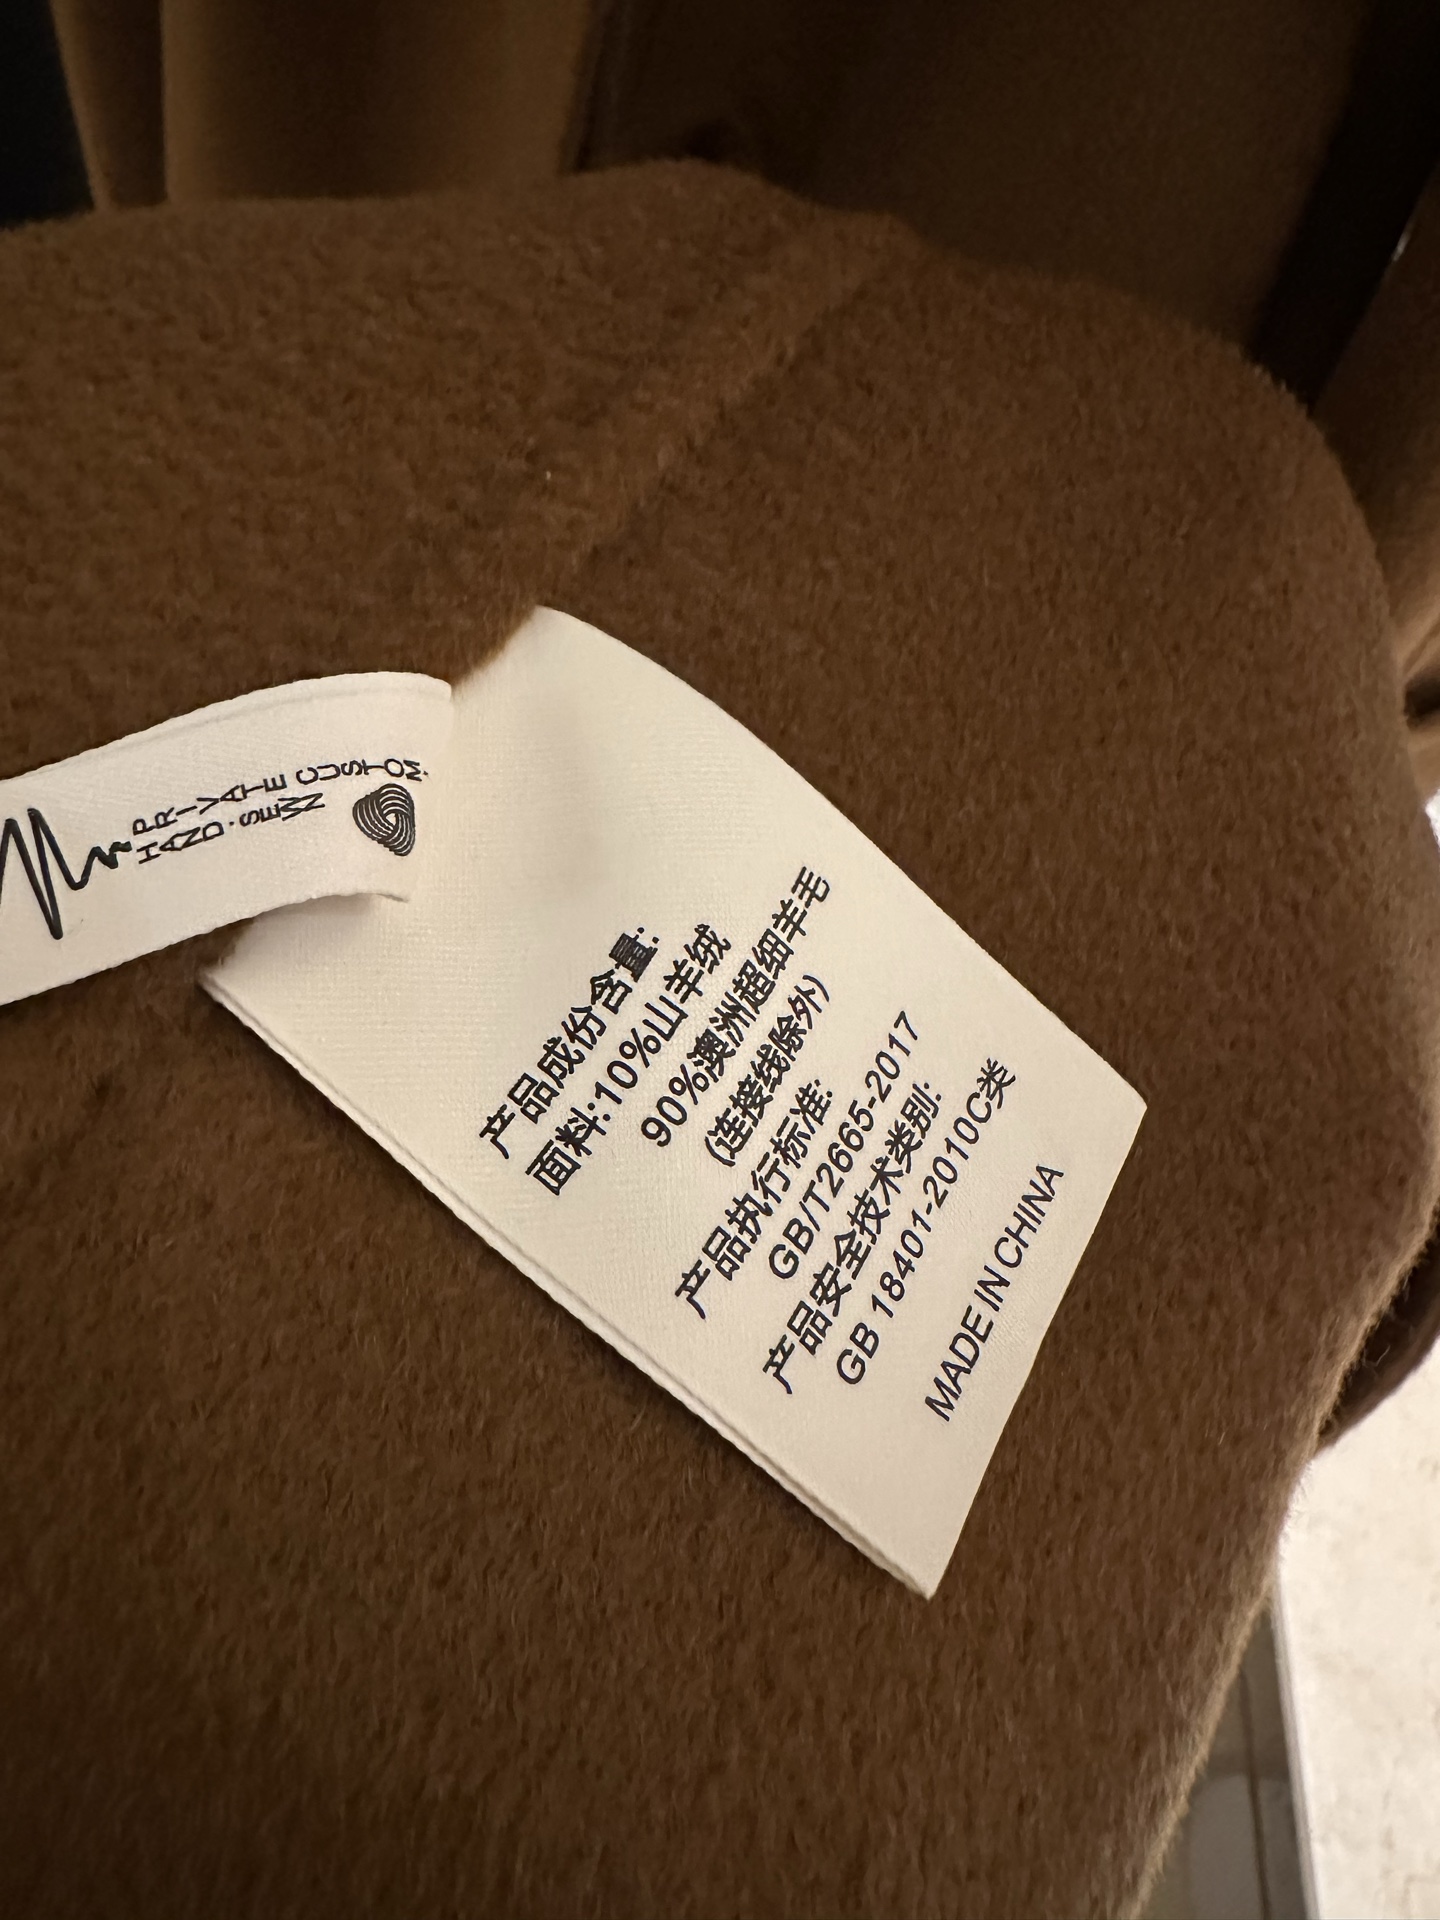 PRIVATE CUSTOM
HAND·SEWN
产品成份含量:
面料:10%山羊绒
90%澳洲超细羊毛
(连接线除外)
产品执行标准:
GB/T2665-2017
产品安全技术类别:
GB 18401-2010C类
MADE IN CHINA